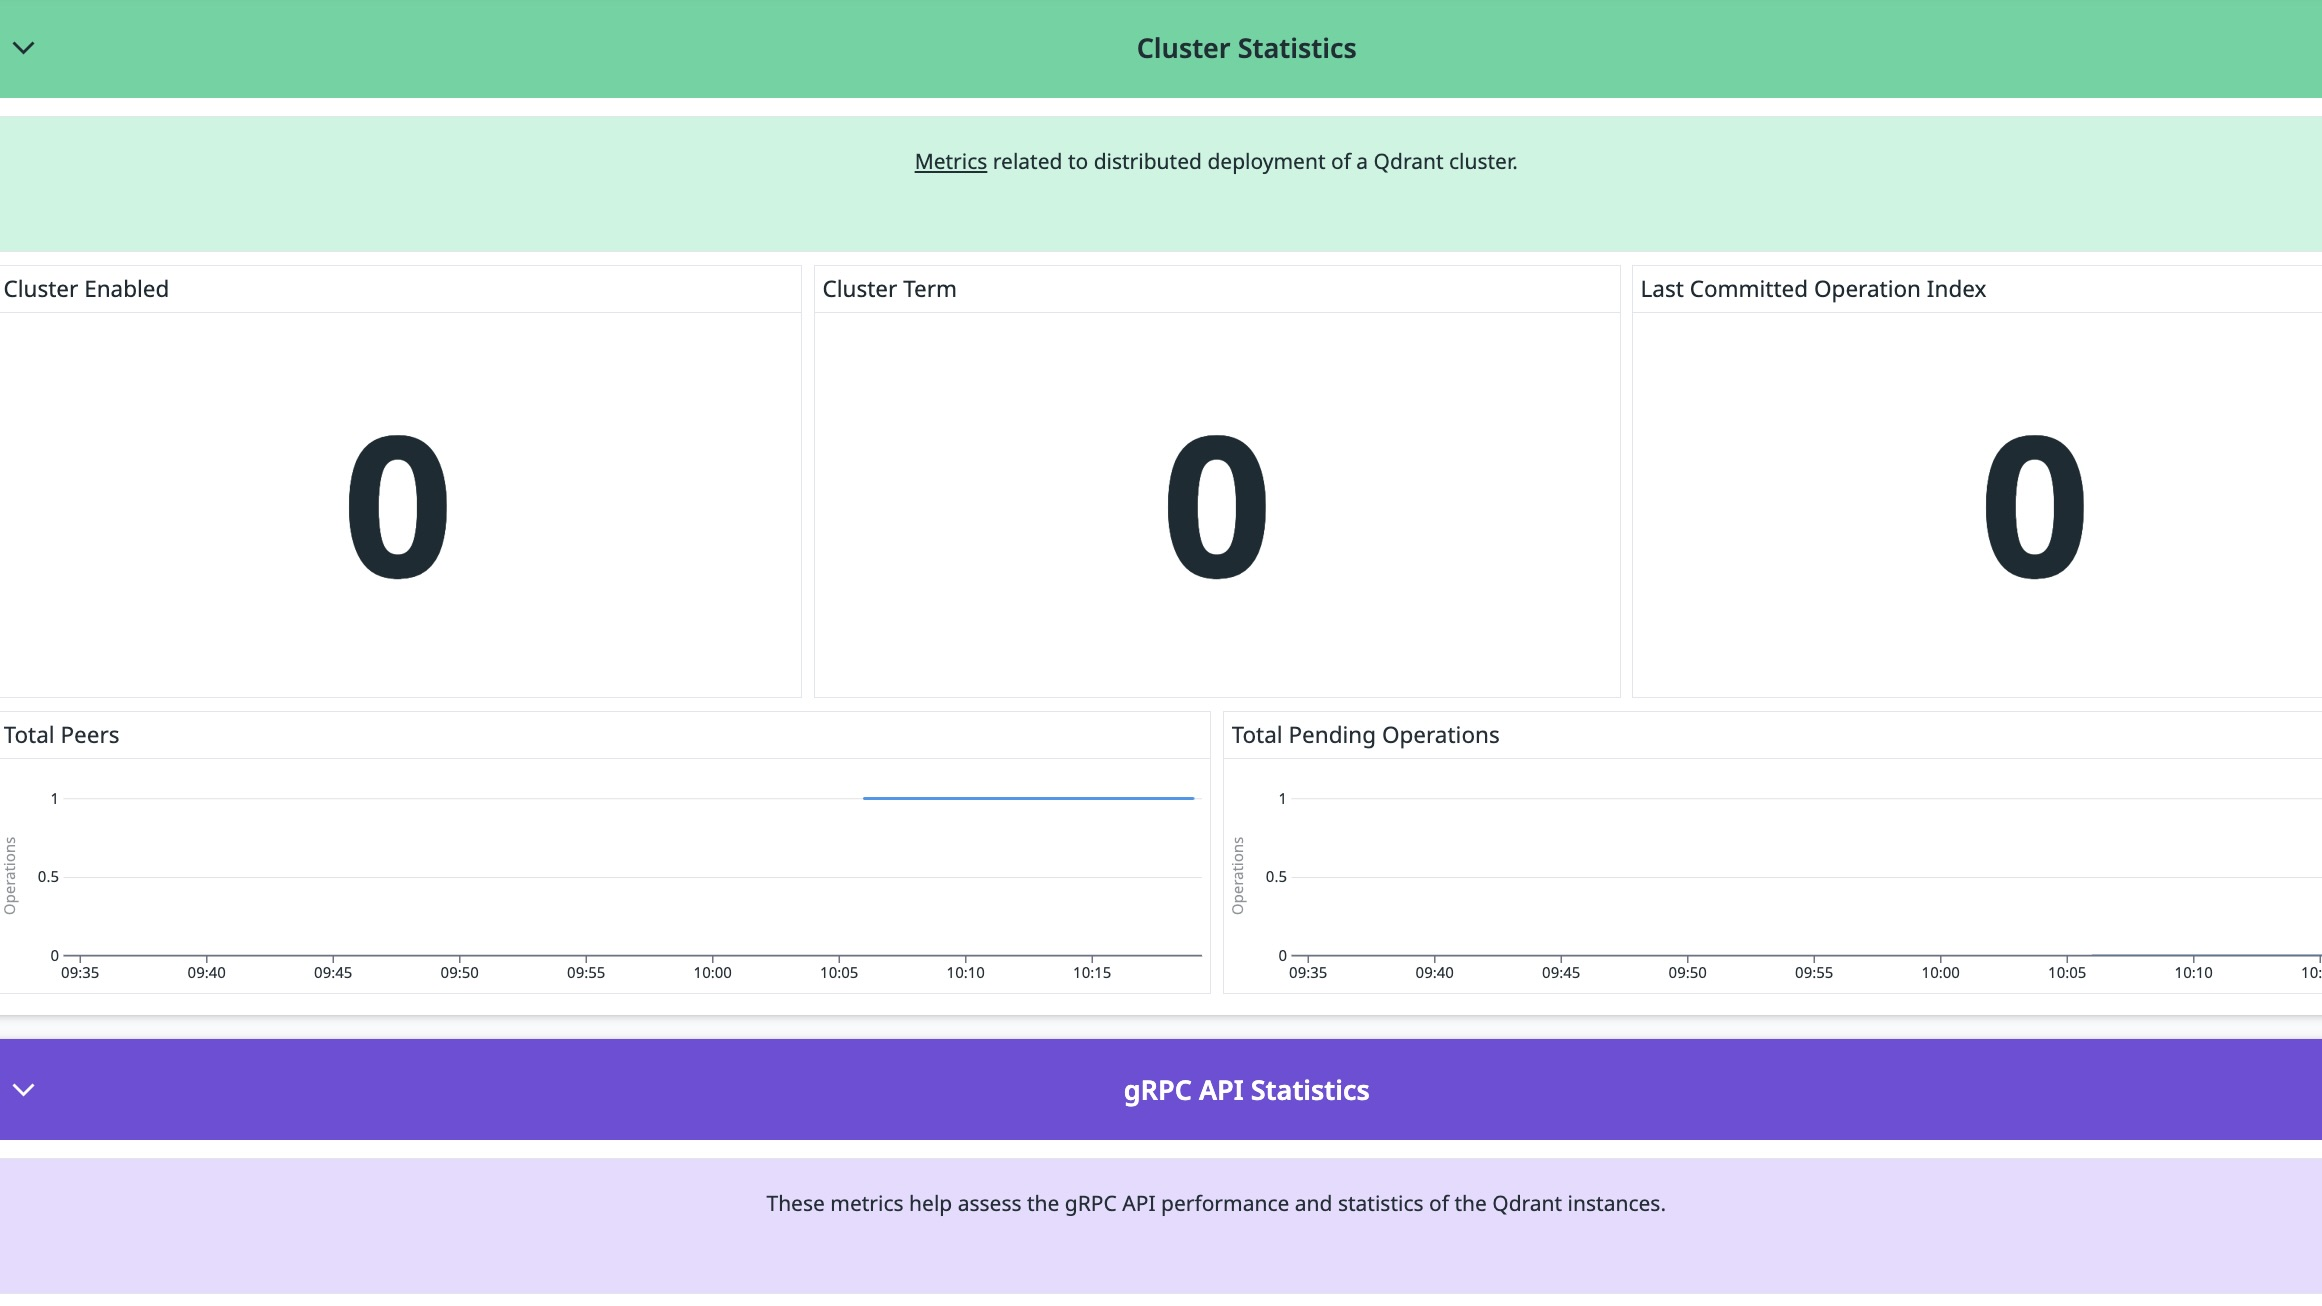 Cluster Statistics
Metrics related to distributed deployment of a Qdrant cluster.
Cluster Enabled
0
Cluster Term
0
Last Committed Operation Index
0
Total Peers
Operations
1
0.5
0
09:35 09:40 09:45 09:50 09:55 10:00 10:05 10:10 10:15
Total Pending Operations
Operations
1
0.5
0
09:35 09:40 09:45 09:50 09:55 10:00 10:05 10:10 10:
gRPC API Statistics
These metrics help assess the gRPC API performance and statistics of the Qdrant instances.